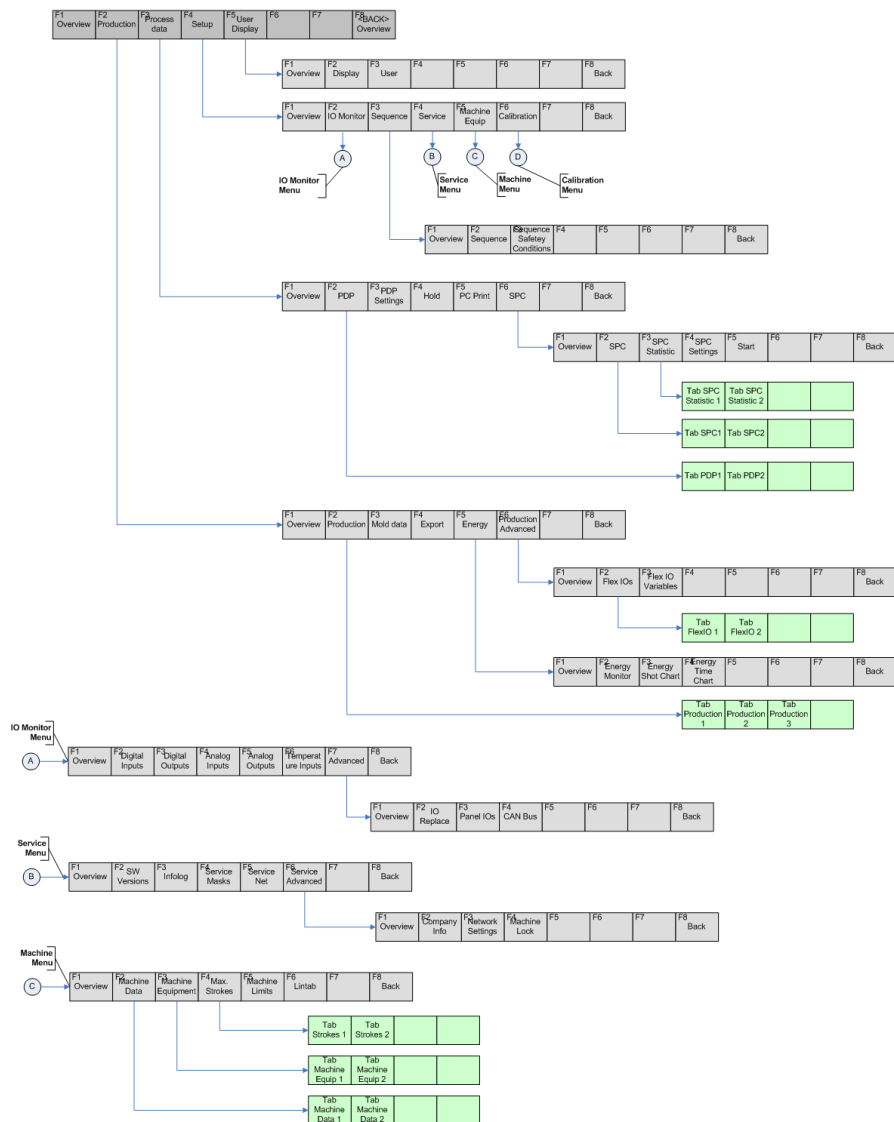 F1 F2 F3 F4 F5 F6 F7 F8
Overview Production Process data Setup User Display <BACK> Overview
F1 F2 F3 F4 F5 F6 F7 F8
Overview Display User Back
F1 F2 F3 F4 F5 F6 F7 F8
Overview IO Monitor Sequence Service Machine Equip Calibration Back
A B C D
IO Monitor Menu
Service Menu
Machine Menu
Calibration Menu
F1 F2 F3 F4 F5 F6 F7 F8
Overview Sequence Sequence Safetey Conditions Back
F1 F2 F3 F4 F5 F6 F7 F8
Overview PDP PDP Settings Hold PC Print SPC Back
F1 F2 F3 F4 F5 F6 F7 F8
Overview SPC SPC Statistic SPC Settings Start Back
Tab SPC Statistic 1 Tab SPC Statistic 2
Tab SPC1 Tab SPC2
Tab PDP1 Tab PDP2
F1 F2 F3 F4 F5 F6 F7 F8
Overview Production Mold data Export Energy Production Advanced Back
F1 F2 F3 F4 F5 F6 F7 F8
Overview Flex IOs Flex IO Variables Back
Tab FlexIO 1 Tab FlexIO 2
F1 F2 F3 F4 F5 F6 F7 F8
Overview Energy Monitor Energy Shot Chart Energy Time Chart Back
Tab Production 1 Tab Production 2 Tab Production 3
IO Monitor Menu
A
F1 F2 F3 F4 F5 F6 F7 F8
Overview Digital Inputs Digital Outputs Analog Inputs Analog Outputs Temperat ure Inputs Advanced Back
F1 F2 F3 F4 F5 F6 F7 F8
Overview IO Replace Panel IOs CAN Bus Back
Service Menu
B
F1 F2 F3 F4 F5 F6 F7 F8
Overview SW Versions Infolog Service Masks Service Net Service Advanced Back
F1 F2 F3 F4 F5 F6 F7 F8
Overview Company Info Network Settings Machine Lock Back
Machine Menu
C
F1 F2 F3 F4 F5 F6 F7 F8
Overview Machine Data Machine Equipment Max. Strokes Machine Limits Lintab Back
Tab Strokes 1 Tab Strokes 2
Tab Machine Equip 1 Tab Machine Equip 2
Tab Machine Data 1 Tab Machine Data 2